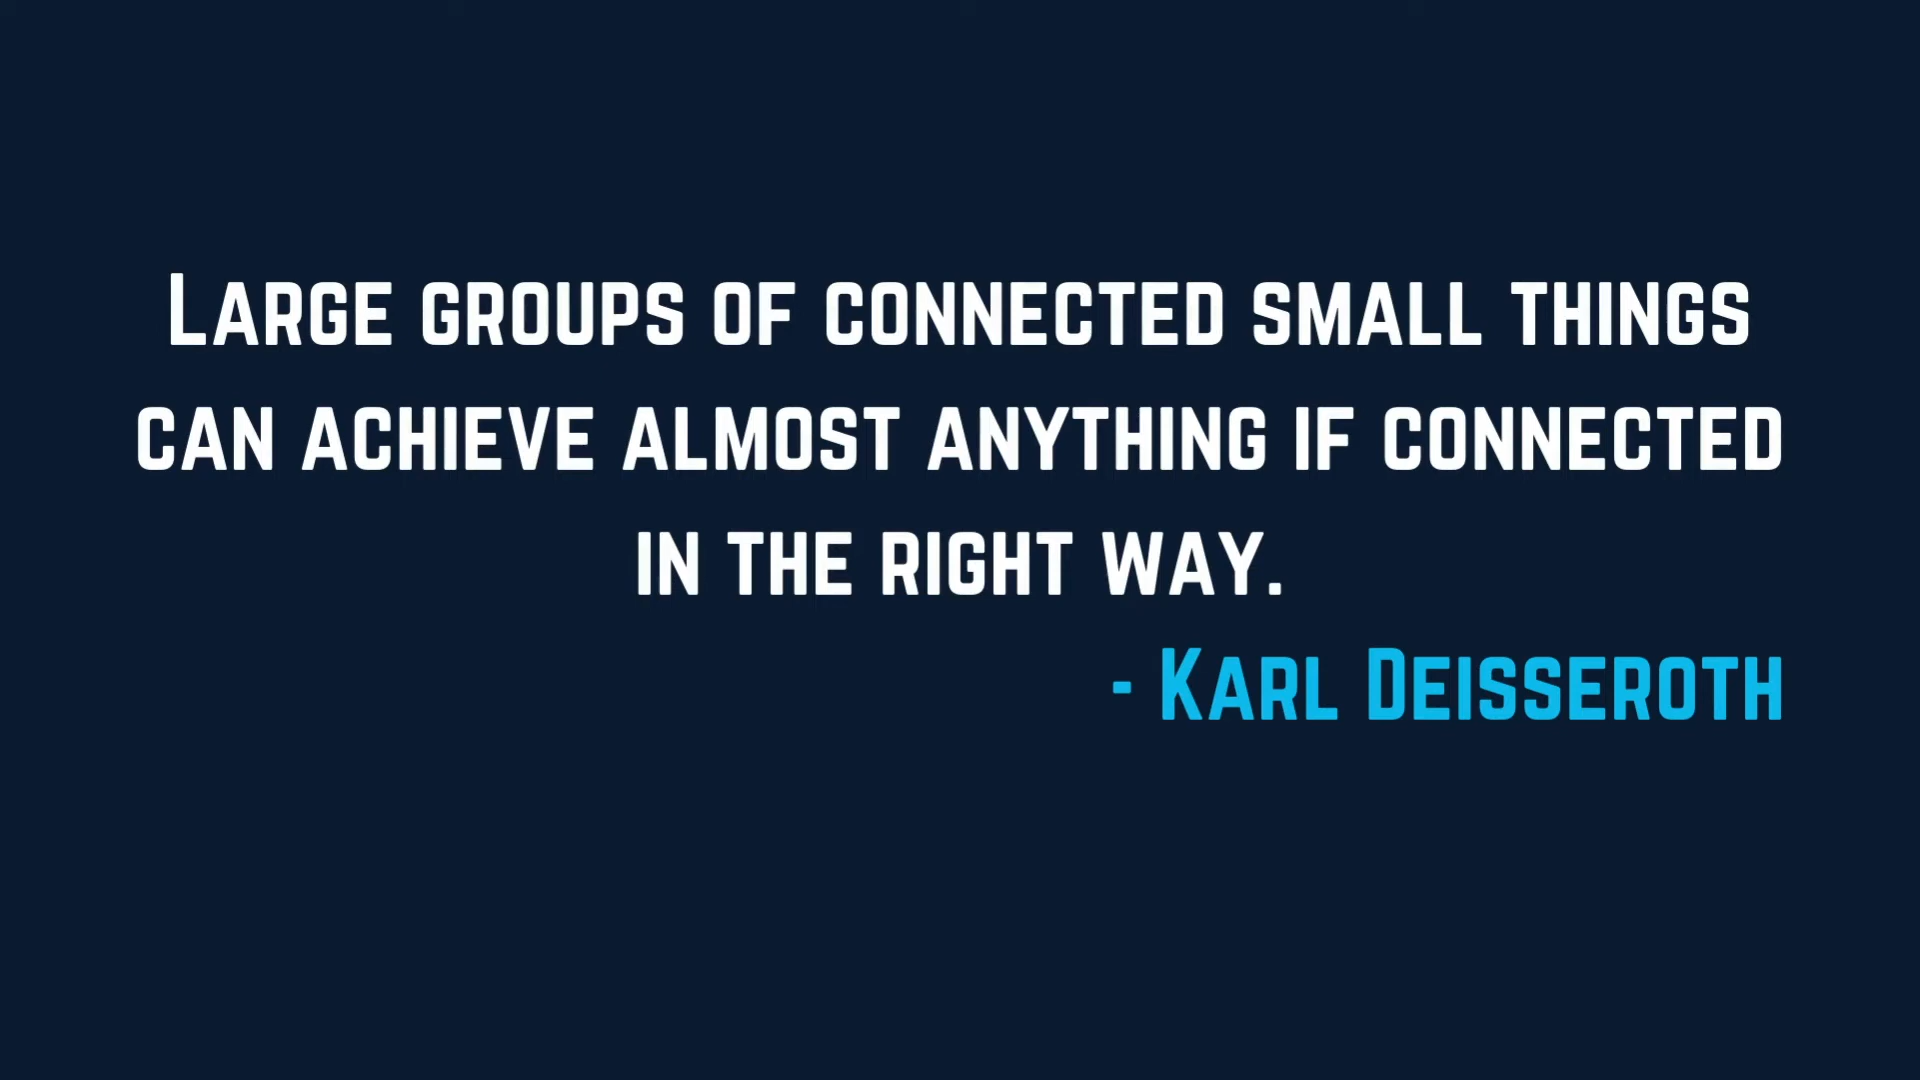 Large groups of connected small things
can achieve almost anything if connected
in the right way.
- Karl Deisseroth